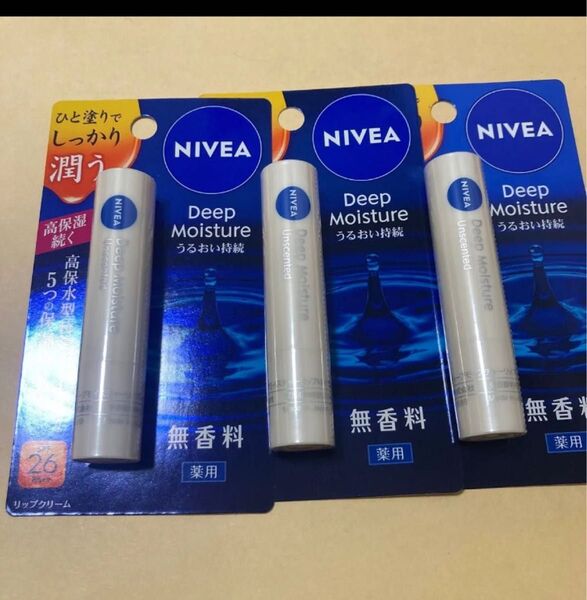 ひと塗りで
しっかり
潤う
高保湿
続く
高保水型
5つの保
26
リップクリーム
NIVEA
Deep
Moisture
うるおい持続
無香料
薬用
NIVEA
Deep Moisture
Unscented
NIVEA
Deep
Moisture
うるおい持続
無香料
薬用
NIVEA
Deep Moisture
Unscented
NIVEA
Deep
Moisture
うるおい持続
無香料
薬用
NIVEA
Deep Moisture
Unscented